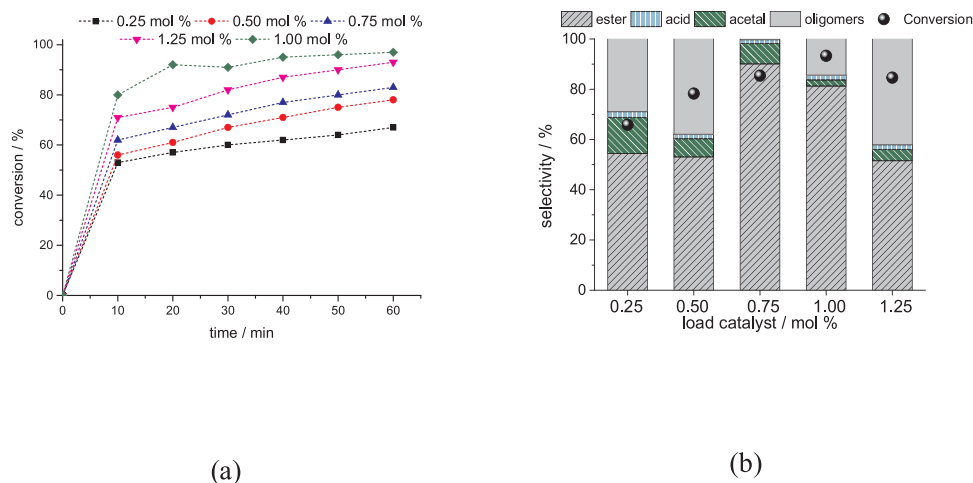 0.25 mol % 0.50 mol % 0.75 mol %
1.25 mol % 1.00 mol %
100
80
60
40
20
0
conversion / %
0 10 20 30 40 50 60
time / min
(a)
ester acid acetal oligomers Conversion
100
80
60
40
20
0
selectivity / %
0.25 0.50 0.75 1.00 1.25
load catalyst / mol %
(b)